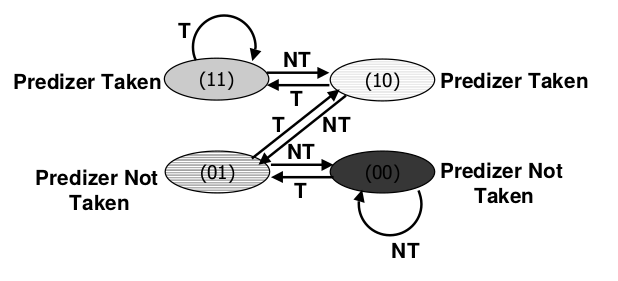 T
NT
Predizer Taken
(11)
(10)
Predizer Taken
T
T
NT
NT
Predizer Not
Taken
(01)
(00)
Predizer Not
Taken
T
NT